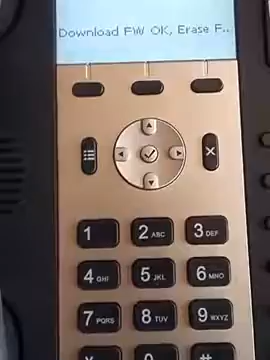 Download FW OK, Erase F..
1
2 ABC
3 DEF
4 GHI
5 JKL
6 MNO
7 PQRS
8 TUV
9 WXYZ